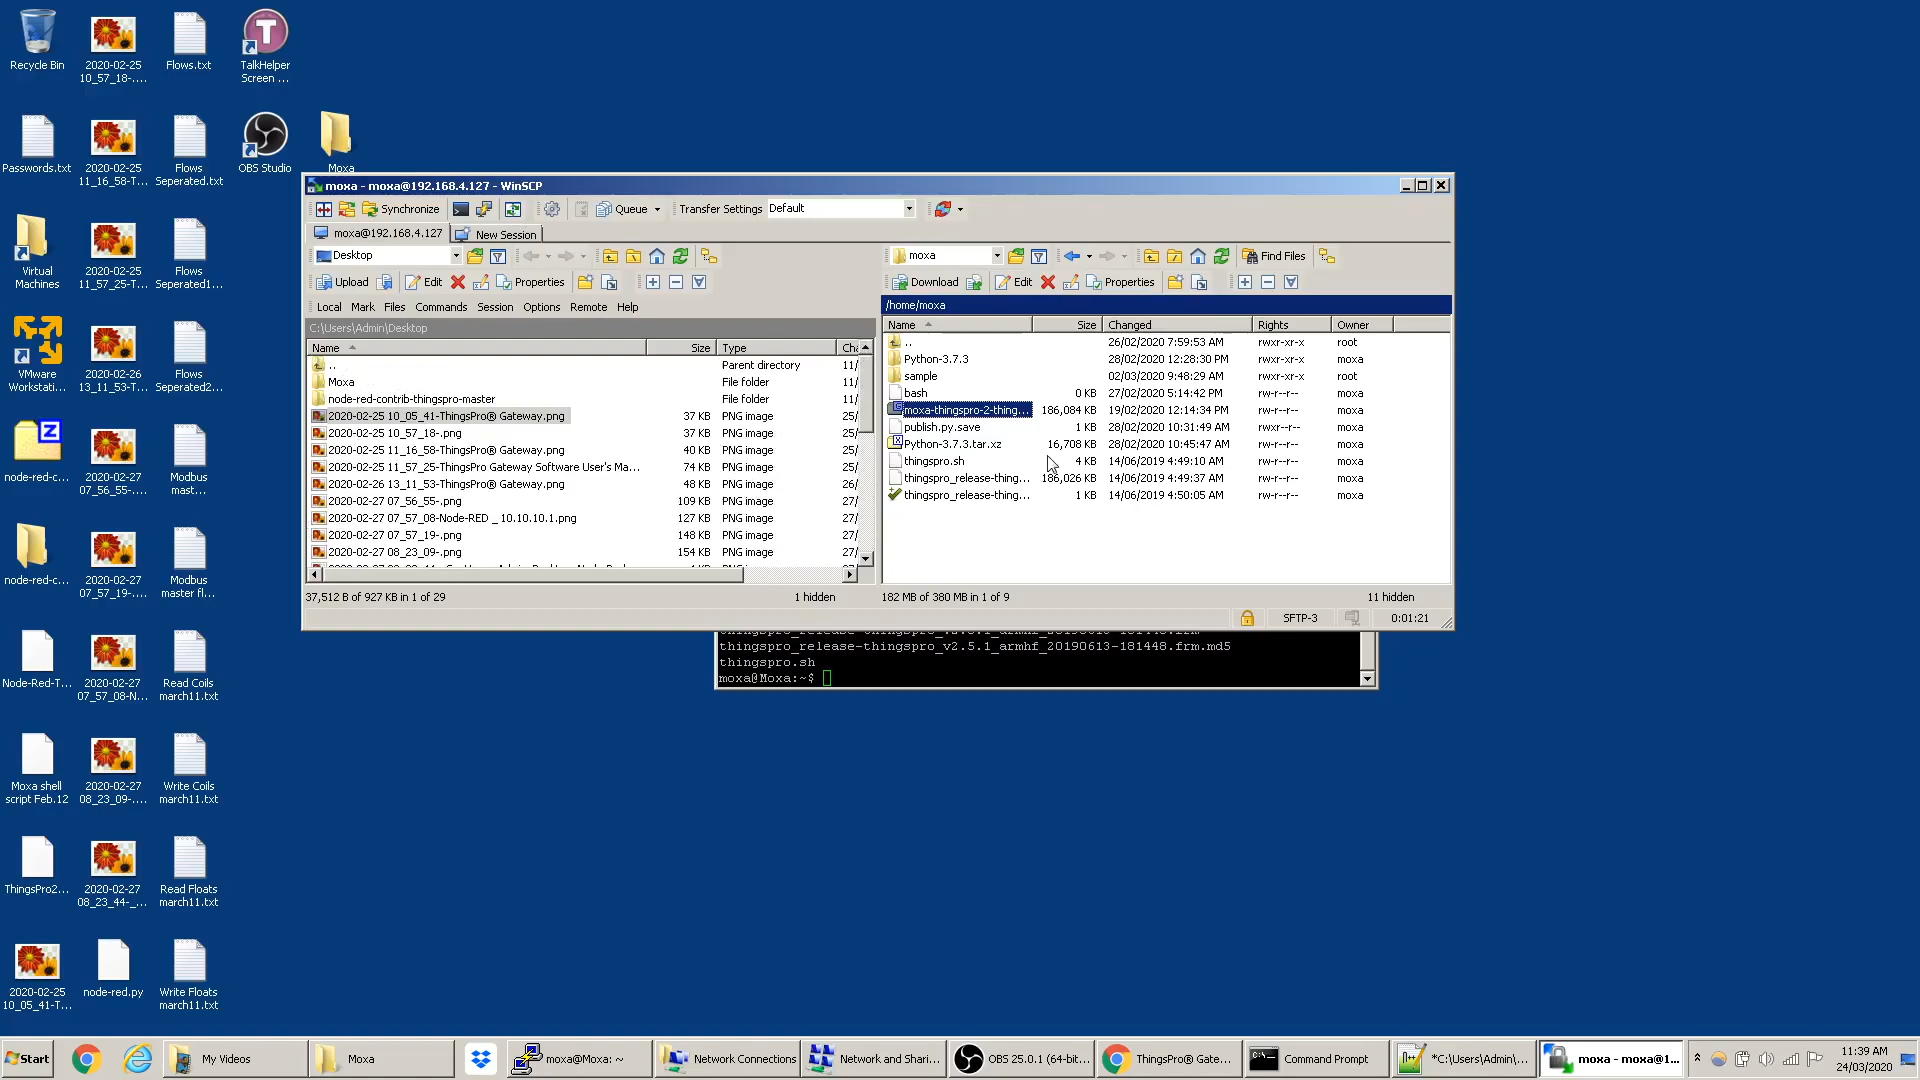 Recycle Bin
2020-02-25
10_57_18-....
Flows.txt
TalkHelper
Screen ...
Passwords.txt
2020-02-25
11_16_58-T...
Flows
Seperated.txt
OBS Studio
Moxa
Virtual
Machines
2020-02-25
11_57_25-T...
Flows
Seperated1...
VMware
Workstati...
2020-02-26
13_11_53-T...
Flows
Seperated2...
node-red-c...
2020-02-27
07_56_55-....
Modbus
mast...
node-red-c...
2020-02-27
07_57_19-....
Modbus
master fl...
Node-Red-T...
2020-02-27
07_57_08-N...
Read Coils
march11.txt
Moxa shell
script Feb.12
2020-02-27
08_23_09-....
Write Coils
march11.txt
ThingsPro2...
2020-02-27
08_23_44-_...
Read Floats
march11.txt
2020-02-25
10_05_41-T...
node-red.py
Write Floats
march11.txt
moxa - moxa@192.168.4.127 - WinSCP
Synchronize Queue Transfer Settings Default
moxa@192.168.4.127 New Session
Desktop
Upload Edit Properties
Local Mark Files Commands Session Options Remote Help
C:\Users\Admin\Desktop
Name Size Type Cha
.. Parent directory 11/
Moxa File folder 11/
node-red-contrib-thingspro-master File folder 11/
2020-02-25 10_05_41-ThingsPro® Gateway.png 37 KB PNG image 25/
2020-02-25 10_57_18-.png 37 KB PNG image 25/
2020-02-25 11_16_58-ThingsPro® Gateway.png 40 KB PNG image 25/
2020-02-25 11_57_25-ThingsPro Gateway Software User's Ma... 74 KB PNG image 25/
2020-02-26 13_11_53-ThingsPro® Gateway.png 48 KB PNG image 26/
2020-02-27 07_56_55-.png 109 KB PNG image 27/
2020-02-27 07_57_08-Node-RED _ 10.10.10.1.png 127 KB PNG image 27/
2020-02-27 07_57_19-.png 148 KB PNG image 27/
2020-02-27 08_23_09-.png 154 KB PNG image 27/
37,512 B of 927 KB in 1 of 29 1 hidden
moxa Find Files
Download Edit Properties
/home/moxa
Name Size Changed Rights Owner
.. 26/02/2020 7:59:53 AM rwxr-xr-x root
Python-3.7.3 28/02/2020 12:28:30 PM rwxr-xr-x moxa
sample 02/03/2020 9:48:29 AM rwxr-xr-x root
bash 0 KB 27/02/2020 5:14:42 PM rw-r--r-- moxa
moxa-thingspro-2-thing... 186,084 KB 19/02/2020 12:14:34 PM rw-r--r-- moxa
publish.py.save 1 KB 28/02/2020 10:31:49 AM rw-r--r-- moxa
Python-3.7.3.tar.xz 16,708 KB 28/02/2020 10:45:47 AM rw-r--r-- moxa
thingspro.sh 4 KB 14/06/2019 4:49:10 AM rw-r--r-- moxa
thingspro_release-thing... 186,026 KB 14/06/2019 4:49:37 AM rw-r--r-- moxa
thingspro_release-thing... 1 KB 14/06/2019 4:50:05 AM rw-r--r-- moxa
182 MB of 380 MB in 1 of 9 11 hidden
SFTP-3 0:01:21
thingspro_release-thingspro_v2.5.1_armhf_20190613-181448.frm.md5
thingspro.sh
moxa@Moxa:~$
Start My Videos Moxa moxa@Moxa: ~ Network Connections Network and Shari... OBS 25.0.1 (64-bit... ThingsPro® Gate... Command Prompt *C:\Users\Admin\... moxa - moxa@1... 11:39 AM
24/03/2020